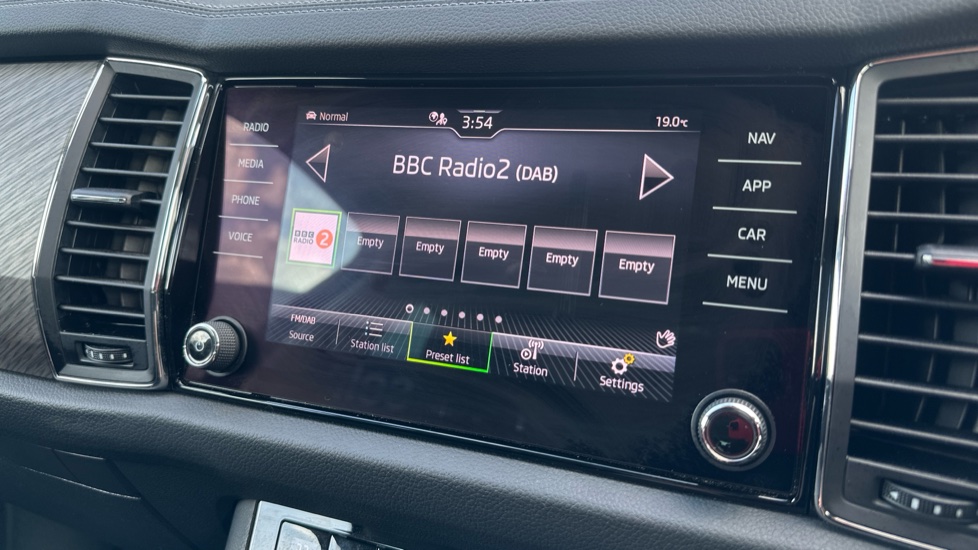 RADIO
MEDIA
PHONE
VOICE
Normal
3:54
19.0°C
BBC Radio2 (DAB)
BBC RADIO 2
Empty
Empty
Empty
Empty
Empty
FM/DAB
Source
Station list
Preset list
Station
Settings
NAV
APP
CAR
MENU